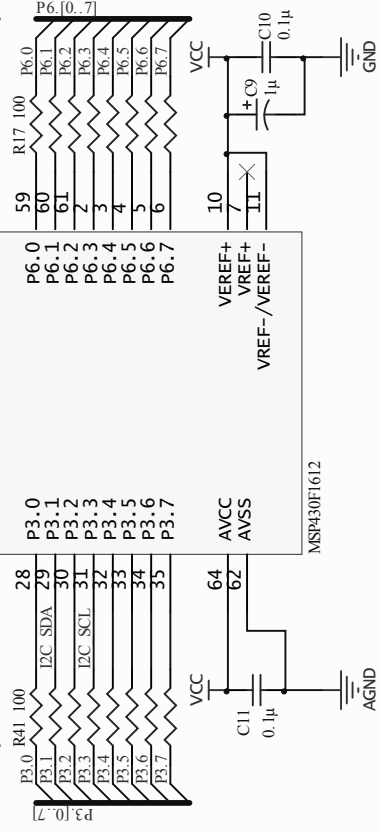 P6.[0..7]
P6.0
P6.1
P6.2
P6.3
P6.4
P6.5
P6.6
P6.7
R17 100
59
60
61
2
3
4
5
6
P6.0
P6.1
P6.2
P6.3
P6.4
P6.5
P6.6
P6.7
VCC
C10
0.1µ
C9
1µ
+
GND
10
7
11
VEREF+
VREF+
VREF-/VEREF-
P3.0
P3.1
P3.2
P3.3
P3.4
P3.5
P3.6
P3.7
AVCC
AVSS
MSP430F1612
28
29
30
31
32
33
34
35
64
62
I2C SDA
I2C SCL
R41 100
P3.0
P3.1
P3.2
P3.3
P3.4
P3.5
P3.6
P3.7
P3.[0..7]
VCC
C11
0.1µ
AGND